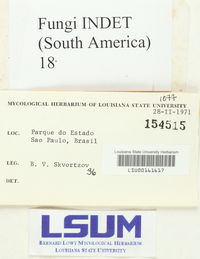 Fungi INDET
(South America)
18.
MYCOLOGICAL HERBARIUM OF LOUISIANA STATE UNIVERSITY
1077
28-II-1971
154515
LOC. Parque do Estado
Sao Paulo, Brasil
Louisiana State University Herbarium
LEG. B. V. Skvortzov
96
DET.
LSUM
BERNARD LOWY MYCOLOGICAL HERBARIUM
LOUISIANA STATE UNIVERSITY